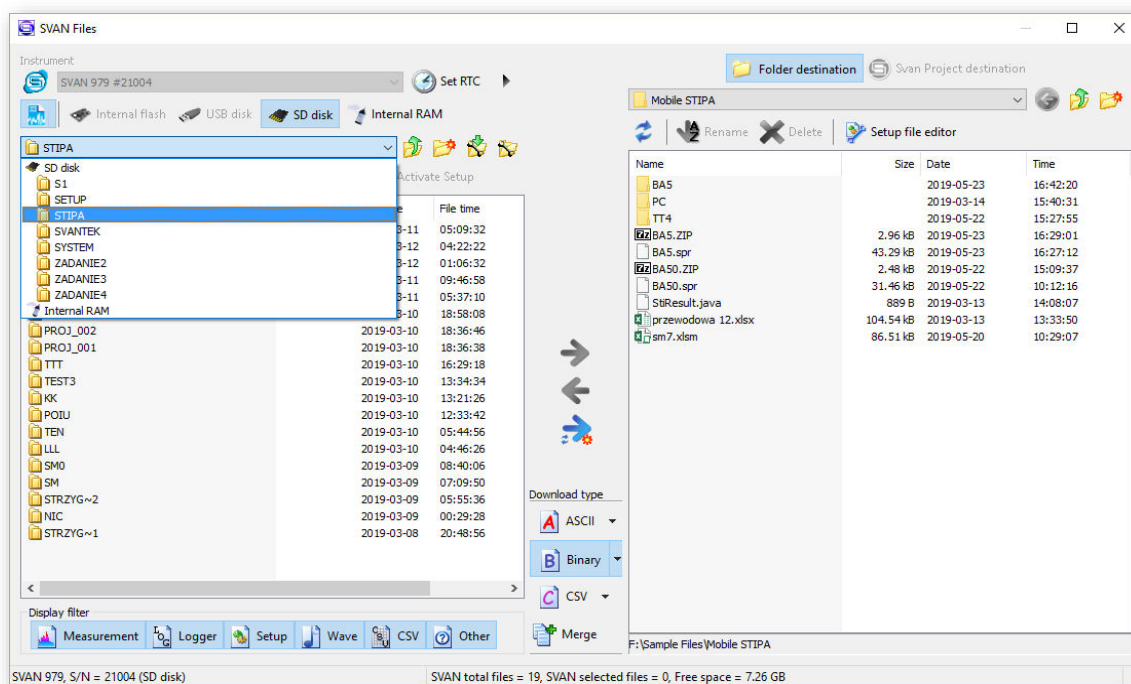 SVAN Files
Instrument
SVAN 979 #21004
Set RTC
Internal flash
USB disk
SD disk
Internal RAM
STIPA
SD disk
S1
SETUP
STIPA
SVANTEK
SYSTEM
ZADANIE2
ZADANIE3
ZADANIE4
Internal RAM
Activate Setup
File time
3-11 05:09:32
3-12 04:22:22
3-12 01:06:32
3-11 09:46:58
3-11 05:37:10
3-10 18:58:08
PROJ_002 2019-03-10 18:36:46
PROJ_001 2019-03-10 18:36:38
TTT 2019-03-10 16:29:18
TEST3 2019-03-10 13:34:34
KK 2019-03-10 13:21:26
POIU 2019-03-10 12:33:42
TEN 2019-03-10 05:44:56
LLL 2019-03-10 04:46:26
SM0 2019-03-09 08:40:06
SM 2019-03-09 07:09:50
STRZYG~2 2019-03-09 05:55:36
NIC 2019-03-09 00:29:28
STRZYG~1 2019-03-08 20:48:56
Display filter
Measurement
Logger
Setup
Wave
CSV
Other
Download type
ASCII
Binary
CSV
Merge
Folder destination
Svan Project destination
Mobile STIPA
Rename
Delete
Setup file editor
Name Size Date Time
BA5 2019-05-23 16:42:20
PC 2019-03-14 15:40:31
TT4 2019-05-22 15:27:55
BA5.ZIP 2.96 kB 2019-05-23 16:29:01
BA5.spr 43.29 kB 2019-05-23 16:27:12
BA50.ZIP 2.48 kB 2019-05-22 15:09:37
BA50.spr 31.46 kB 2019-05-22 10:12:16
StiResult.java 889 B 2019-03-13 14:08:07
przewodowa 12.xlsx 104.54 kB 2019-03-13 13:33:50
sm7.xlsm 86.51 kB 2019-05-20 10:29:07
F:\Sample Files\Mobile STIPA
SVAN 979, S/N = 21004 (SD disk)
SVAN total files = 19, SVAN selected files = 0, Free space = 7.26 GB